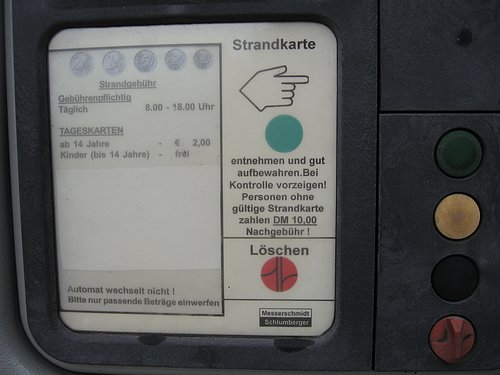 Strandkarte
Strandgebühr
Gebührenpflichtig
Täglich 8.00 - 18.00 Uhr
TAGESKARTEN
ab 14 Jahre - € 2,00
Kinder (bis 14 Jahre) - frei
Automat wechselt nicht !
Bitte nur passende Beträge einwerfen
entnehmen und gut
aufbewahren.Bei
Kontrolle vorzeigen!
Personen ohne
gültige Strandkarte
zahlen DM 10.00
Nachgebühr !
Löschen
Messerschmidt
Schlumberger